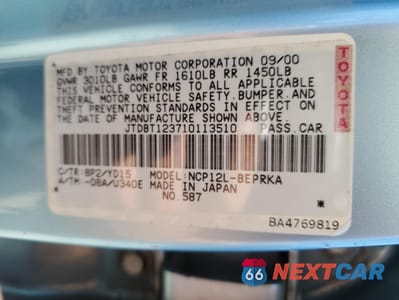 MFD. BY TOYOTA MOTOR CORPORATION 09/00
GVWR 3010LB GAWR FR 1610LB RR 1450LB
THIS VEHICLE CONFORMS TO ALL APPLICABLE
FEDERAL MOTOR VEHICLE SAFETY, BUMPER, AND
THEFT PREVENTION STANDARDS IN EFFECT ON
THE DATE OF MANUFACTURE SHOWN ABOVE.
JTDBT123710113510 PASS. CAR
TOYOTA
C/TR: 8P2/YD15 MODEL: NCP12L-BEPRKA
A/TM: -08A/U340E MADE IN JAPAN
NO. 587
BA4769819
66 NEXTCAR